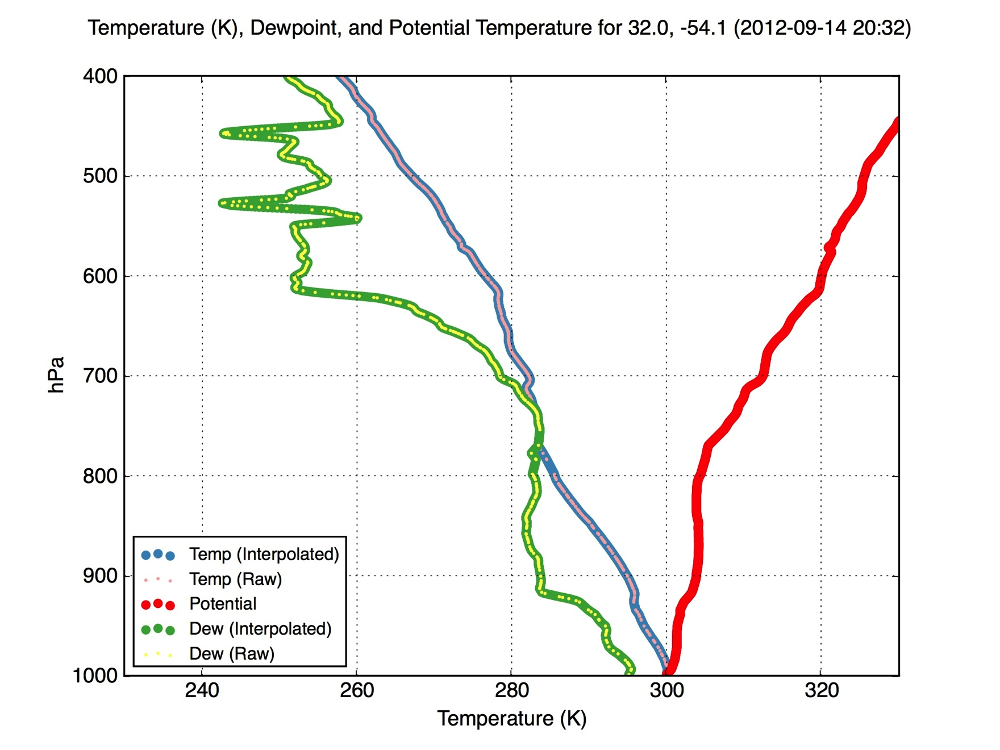 Temperature (K), Dewpoint, and Potential Temperature for 32.0, -54.1 (2012-09-14 20:32)
400
500
600
700
800
900
1000
hPa
Temp (Interpolated)
Temp (Raw)
Potential
Dew (Interpolated)
Dew (Raw)
240 260 280 300 320
Temperature (K)